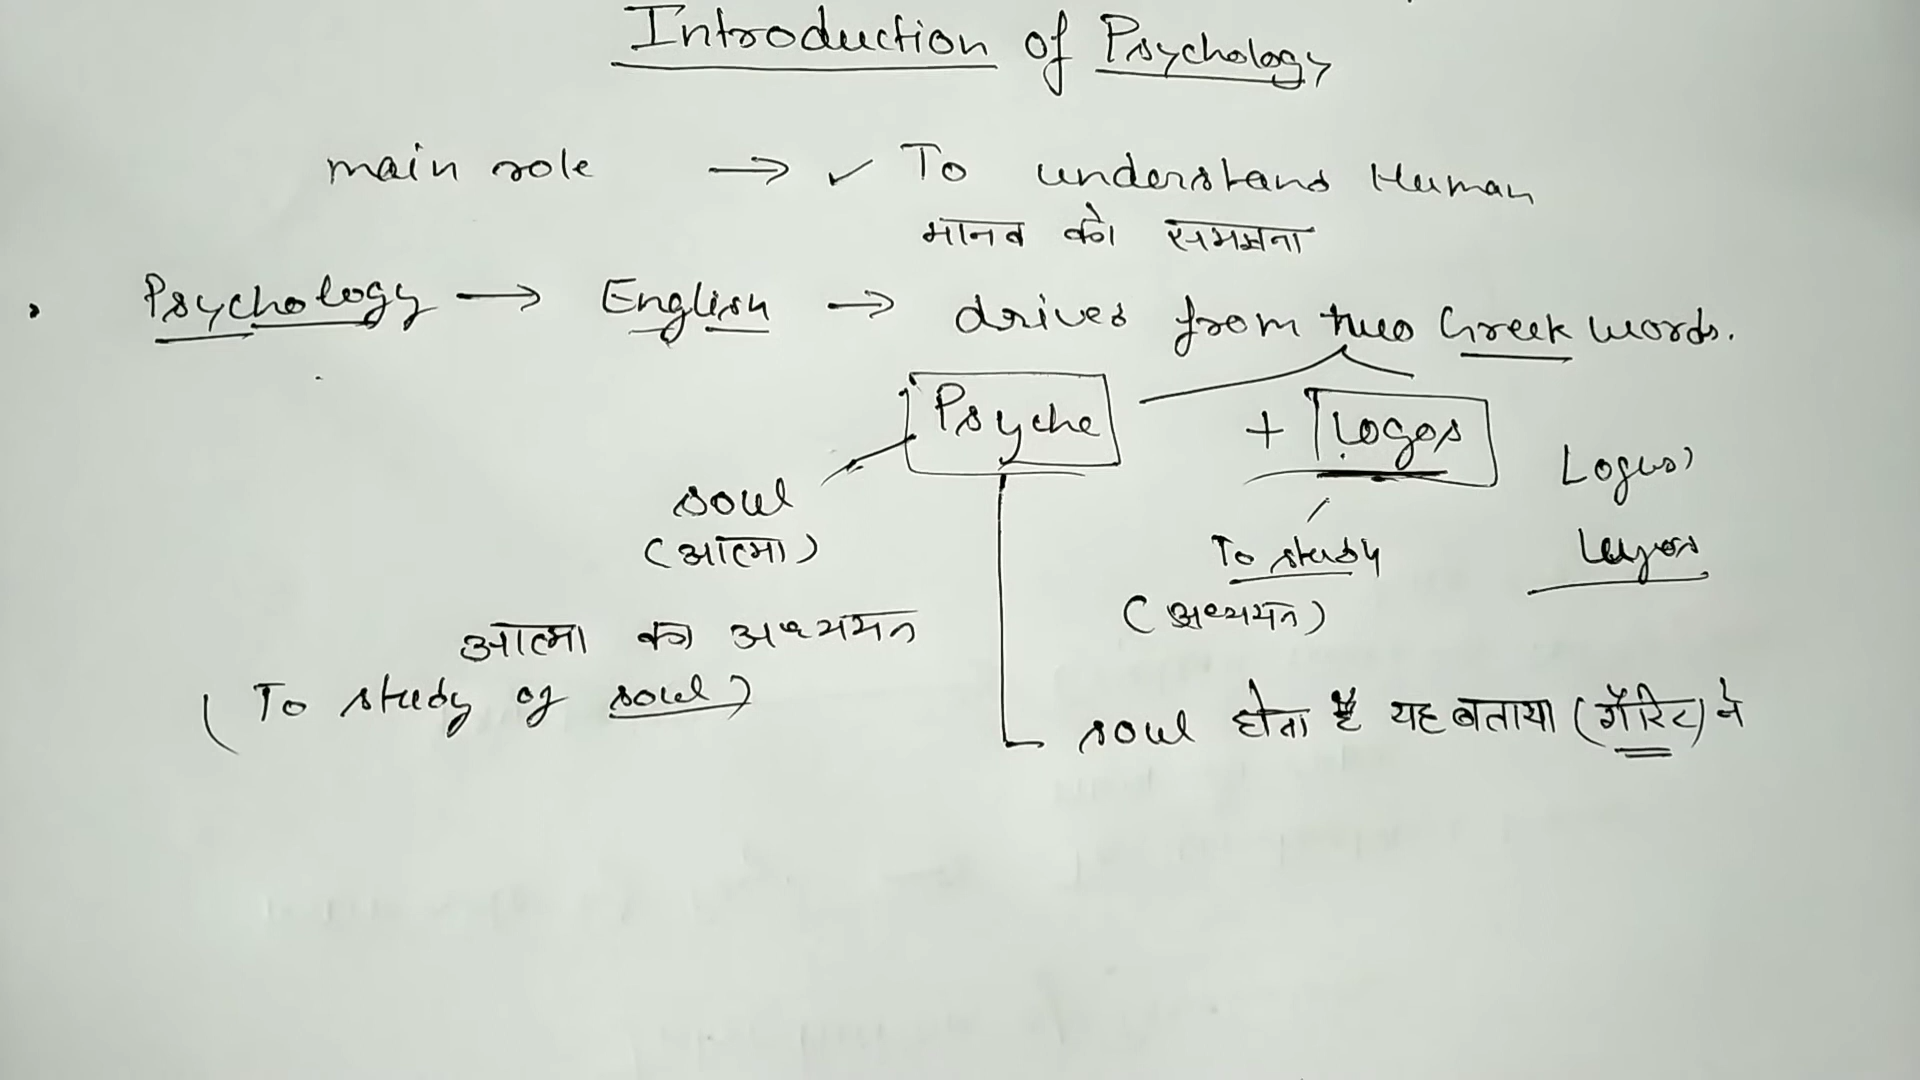 Introduction of Psychology
main role → ✓ To understand Human
मानव को समझना
Psychology → English → drives from two Greek words.
Psyche + Logos
Logus
soul
To study
(आत्मा)
(अध्ययन)
आत्मा का अध्ययन
(To study of soul)
soul होता है यह बताया (गैरिट) ने